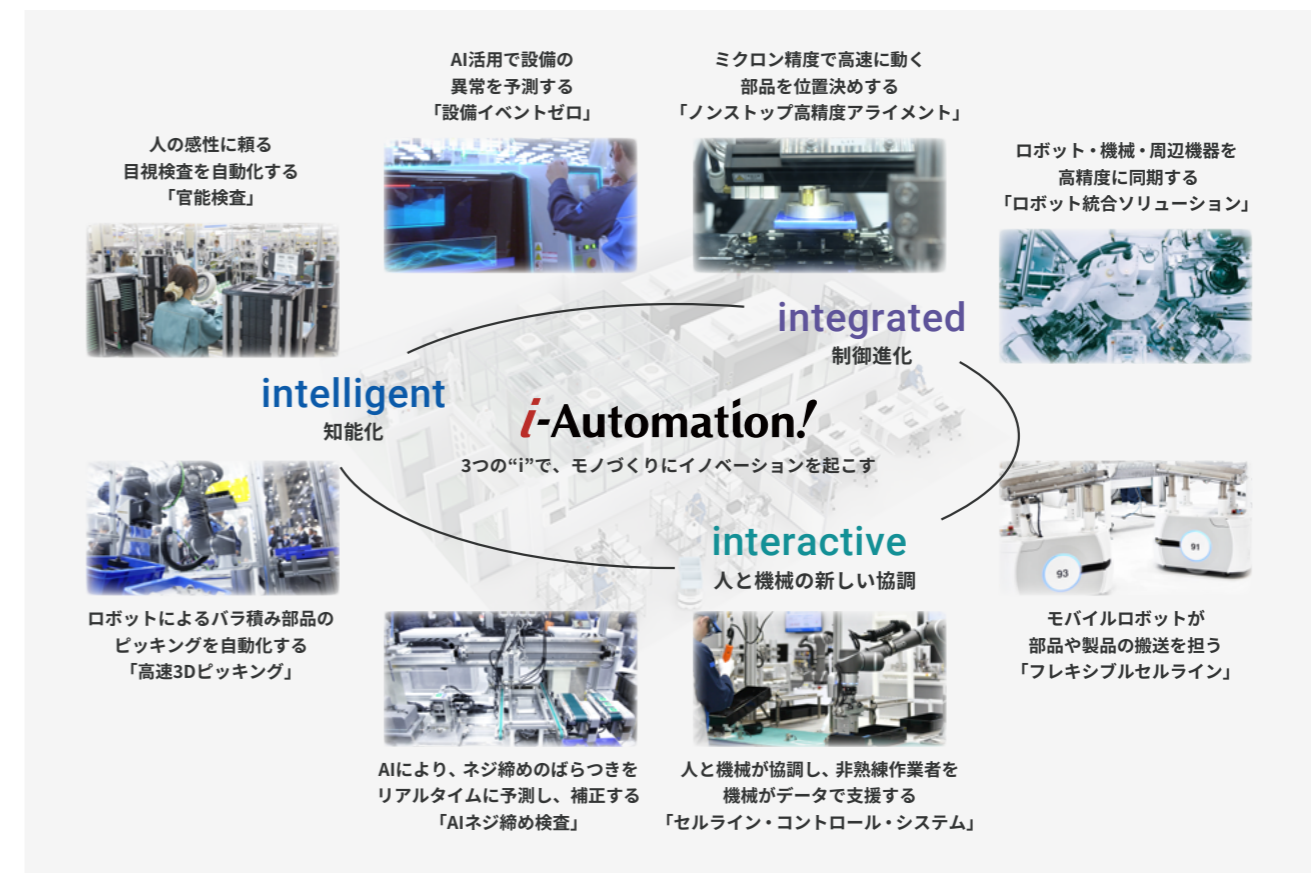 AI活用で設備の
異常を予測する
「設備イベントゼロ」
ミクロン精度で高速に動く
部品を位置決めする
「ノンストップ高精度アライメント」
人の感性に頼る
目視検査を自動化する
「官能検査」
ロボット・機械・周辺機器を
高精度に同期する
「ロボット統合ソリューション」
integrated
制御進化
intelligent
知能化
i-Automation!
3つの“i”で、モノづくりにイノベーションを起こす
interactive
人と機械の新しい協調
93
91
ロボットによるバラ積み部品の
ピッキングを自動化する
「高速3Dピッキング」
モバイルロボットが
部品や製品の搬送を担う
「フレキシブルセルライン」
AIにより、ネジ締めのばらつきを
リアルタイムに予測し、補正する
「AIネジ締め検査」
人と機械が協調し、非熟練作業者を
機械がデータで支援する
「セルライン・コントロール・システム」